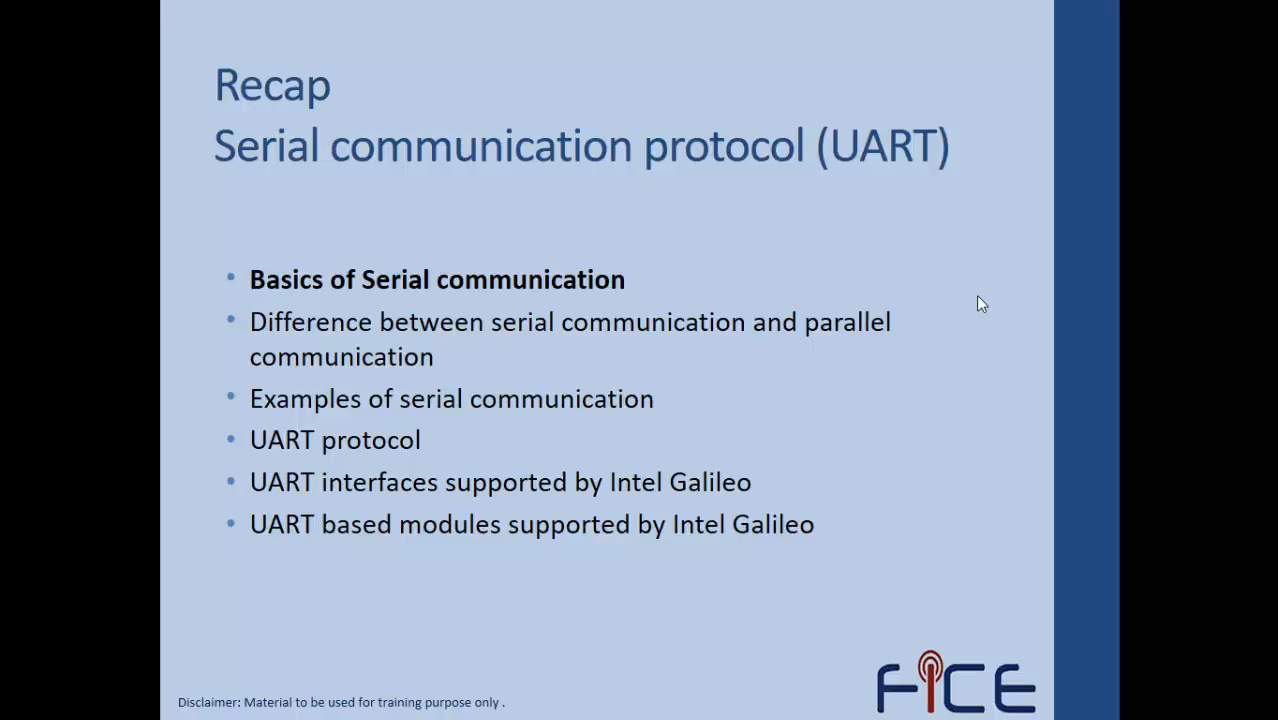 Recap
Serial communication protocol (UART)
• Basics of Serial communication
• Difference between serial communication and parallel
communication
• Examples of serial communication
• UART protocol
• UART interfaces supported by Intel Galileo
• UART based modules supported by Intel Galileo
Disclaimer: Material to be used for training purpose only .
FiCE